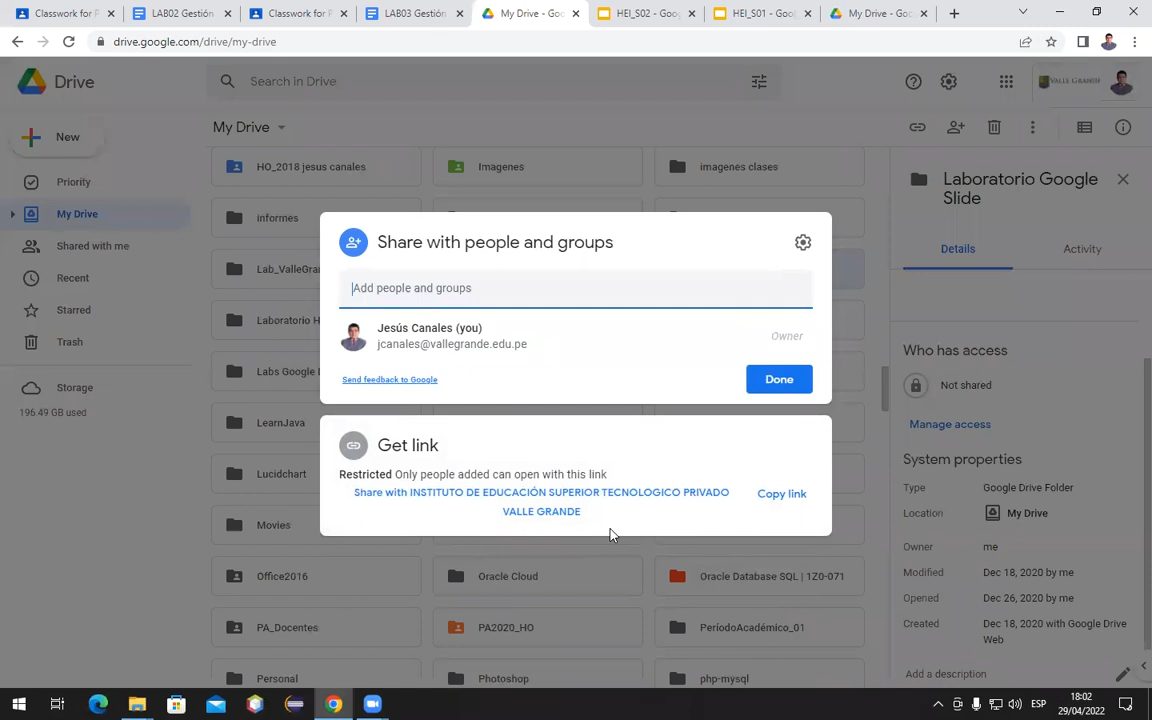 Classwork for P
LAB02 Gestión
Classwork for P
LAB03 Gestión
My Drive - Goo
HEI_S02 - Goog
HEI_S01 - Goog
My Drive - Goo
drive.google.com/drive/my-drive
Drive
Search in Drive
VALLE GRANDE
New
My Drive
Priority
My Drive
Shared with me
Recent
Starred
Trash
Storage
196.49 GB used
HO_2018 jesus canales
Imagenes
imagenes clases
informes
Lab_ValleGra
Laboratorio H
Labs Google
LearnJava
Lucidchart
Movies
Office2016
Oracle Cloud
Oracle Database SQL | 1Z0-071
PA_Docentes
PA2020_HO
PeríodoAcadémico_01
Personal
Photoshop
php-mysql
Share with people and groups
Add people and groups
Jesús Canales (you)
jcanales@vallegrande.edu.pe
Owner
Send feedback to Google
Done
Get link
Restricted Only people added can open with this link
Share with INSTITUTO DE EDUCACIÓN SUPERIOR TECNOLOGICO PRIVADO
VALLE GRANDE
Copy link
Laboratorio Google
Slide
Details
Activity
Who has access
Not shared
Manage access
System properties
Type
Google Drive Folder
Location
My Drive
Owner
me
Modified
Dec 18, 2020 by me
Opened
Dec 26, 2020 by me
Created
Dec 18, 2020 with Google Drive
Web
Add a description
ESP
18:02
29/04/2022